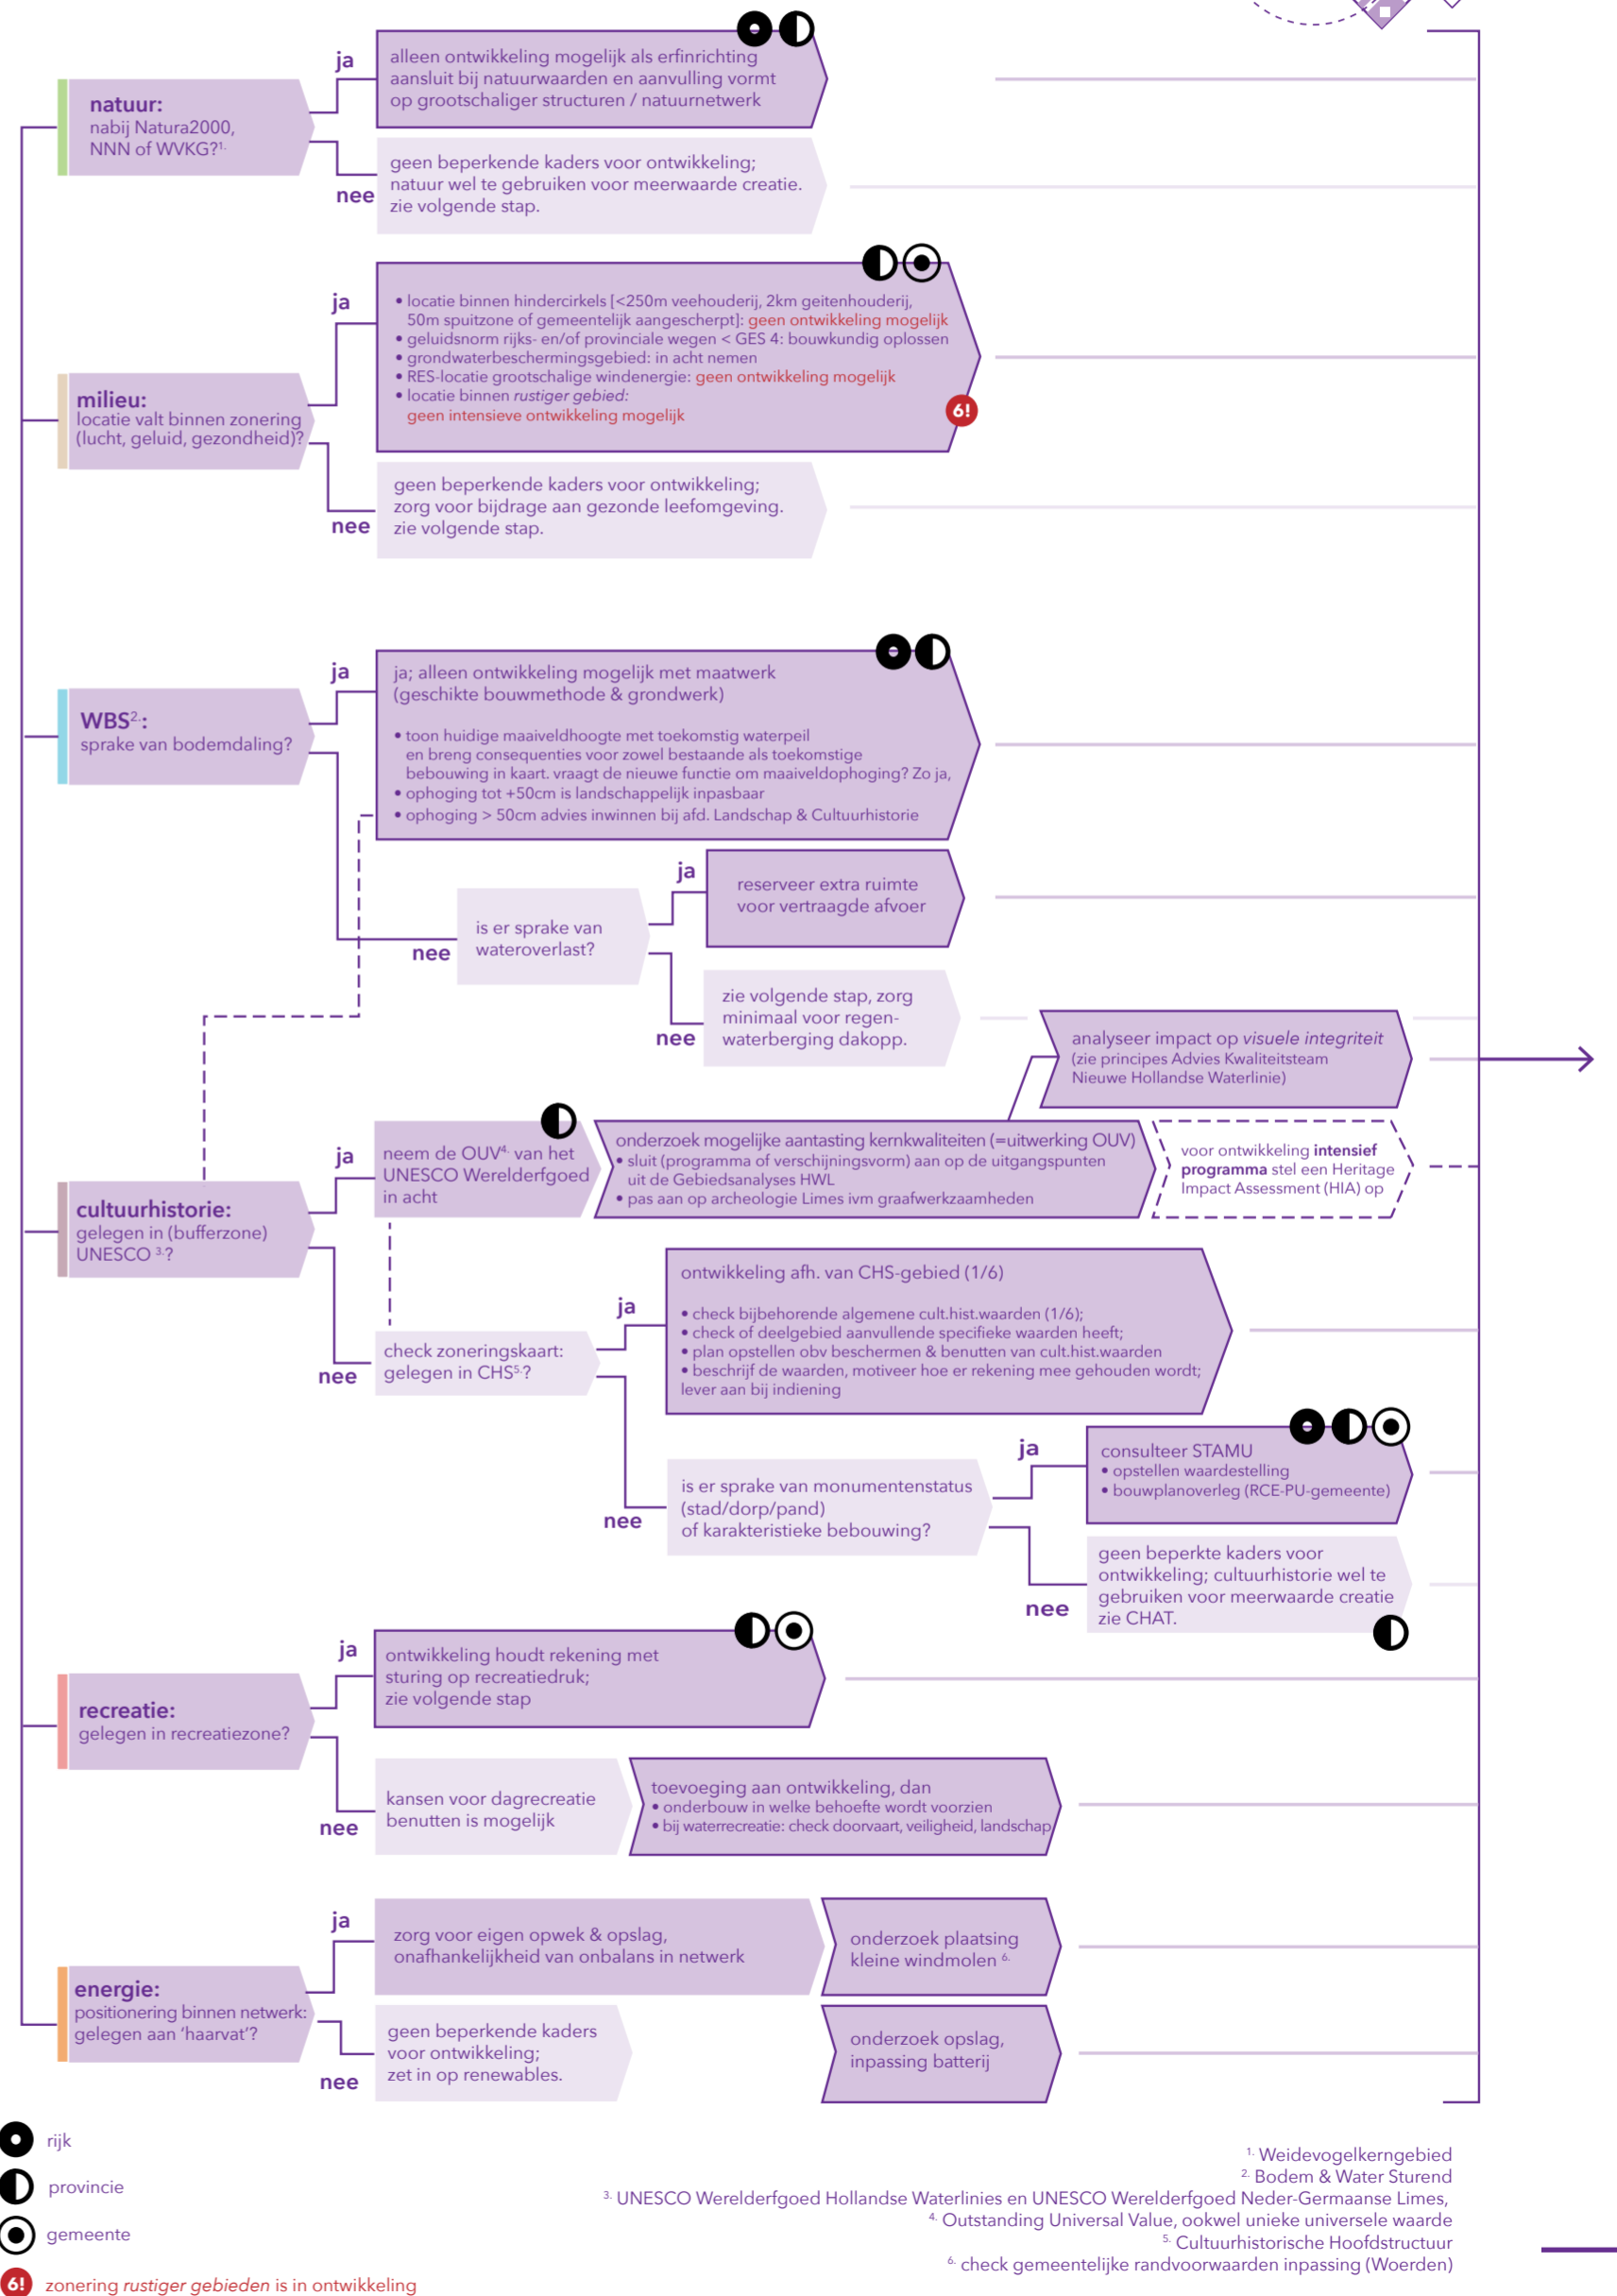 natuur:
nabij Natura2000,
NNN of WVKG?1.
ja
alleen ontwikkeling mogelijk als erfinrichting
aansluit bij natuurwaarden en aanvulling vormt
op grootschaliger structuren / natuurnetwerk
nee
geen beperkende kaders voor ontwikkeling;
natuur wel te gebruiken voor meerwaarde creatie.
zie volgende stap.
milieu:
locatie valt binnen zonering
(lucht, geluid, gezondheid)?
ja
• locatie binnen hindercirkels [<250m veehouderij, 2km geitenhouderij,
50m spuitzone of gemeentelijk aangescherpt]: geen ontwikkeling mogelijk
• geluidsnorm rijks- en/of provinciale wegen < GES 4: bouwkundig oplossen
• grondwaterbeschermingsgebied: in acht nemen
• RES-locatie grootschalige windenergie: geen ontwikkeling mogelijk
• locatie binnen rustiger gebied:
geen intensieve ontwikkeling mogelijk
6!
nee
geen beperkende kaders voor ontwikkeling;
zorg voor bijdrage aan gezonde leefomgeving.
zie volgende stap.
WBS2.:
sprake van bodemdaling?
ja
ja; alleen ontwikkeling mogelijk met maatwerk
(geschikte bouwmethode & grondwerk)
• toon huidige maaiveldhoogte met toekomstig waterpeil
en breng consequenties voor zowel bestaande als toekomstige
bebouwing in kaart. vraagt de nieuwe functie om maaiveldophoging? Zo ja,
• ophoging tot +50cm is landschappelijk inpasbaar
• ophoging > 50cm advies inwinnen bij afd. Landschap & Cultuurhistorie
nee
is er sprake van
wateroverlast?
ja
reserveer extra ruimte
voor vertraagde afvoer
nee
zie volgende stap, zorg
minimaal voor regen-
waterberging dakopp.
cultuurhistorie:
gelegen in (bufferzone)
UNESCO 3.?
ja
neem de OUV4. van het
UNESCO Werelderfgoed
in acht
onderzoek mogelijke aantasting kernkwaliteiten (=uitwerking OUV)
• sluit (programma of verschijningsvorm) aan op de uitgangspunten
uit de Gebiedsanalyses HWL
• pas aan op archeologie Limes ivm graafwerkzaamheden
analyseer impact op visuele integriteit
(zie principes Advies Kwaliteitsteam
Nieuwe Hollandse Waterlinie)
voor ontwikkeling intensief
programma stel een Heritage
Impact Assessment (HIA) op
nee
check zoneringskaart:
gelegen in CHS5.?
ja
ontwikkeling afh. van CHS-gebied (1/6)
• check bijbehorende algemene cult.hist.waarden (1/6);
• check of deelgebied aanvullende specifieke waarden heeft;
• plan opstellen obv beschermen & benutten van cult.hist.waarden
• beschrijf de waarden, motiveer hoe er rekening mee gehouden wordt;
lever aan bij indiening
nee
is er sprake van monumentenstatus
(stad/dorp/pand)
of karakteristieke bebouwing?
ja
consulteer STAMU
• opstellen waardestelling
• bouwplanoverleg (RCE-PU-gemeente)
nee
geen beperkte kaders voor
ontwikkeling; cultuurhistorie wel te
gebruiken voor meerwaarde creatie
zie CHAT.
recreatie:
gelegen in recreatiezone?
ja
ontwikkeling houdt rekening met
sturing op recreatiedruk;
zie volgende stap
nee
kansen voor dagrecreatie
benutten is mogelijk
toevoeging aan ontwikkeling, dan
• onderbouw in welke behoefte wordt voorzien
• bij waterrecreatie: check doorvaart, veiligheid, landschap
energie:
positionering binnen netwerk:
gelegen aan 'haarvat'?
ja
zorg voor eigen opwek & opslag,
onafhankelijkheid van onbalans in netwerk
onderzoek plaatsing
kleine windmolen 6.
nee
geen beperkende kaders
voor ontwikkeling;
zet in op renewables.
onderzoek opslag,
inpassing batterij
rijk
provincie
gemeente
6! zonering rustiger gebieden is in ontwikkeling
1. Weidevogelkerngebied
2. Bodem & Water Sturend
3. UNESCO Werelderfgoed Hollandse Waterlinies en UNESCO Werelderfgoed Neder-Germaanse Limes,
4. Outstanding Universal Value, ookwel unieke universele waarde
5. Cultuurhistorische Hoofdstructuur
6. check gemeentelijke randvoorwaarden inpassing (Woerden)